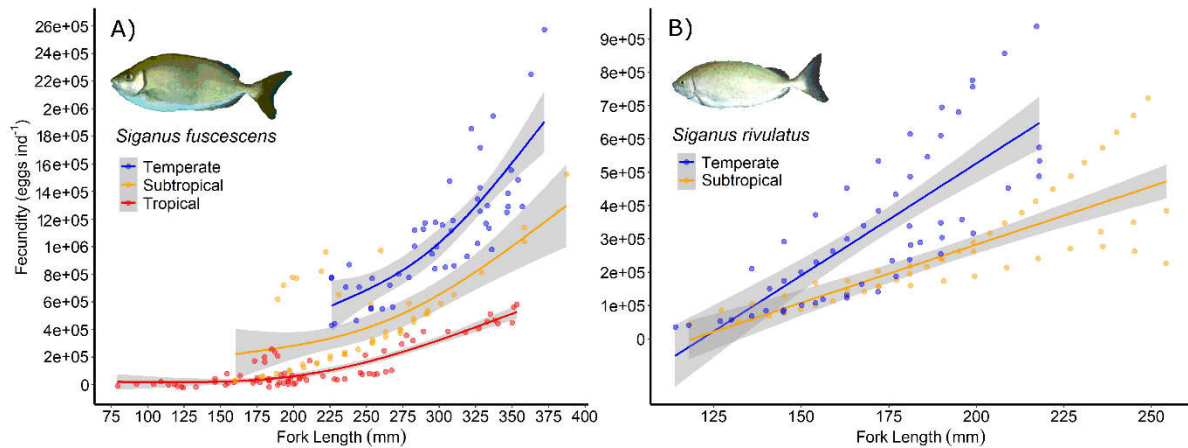 A)
Siganus fuscescens
Temperate
Subtropical
Tropical
Fecundity (eggs ind⁻¹)
26e+05
24e+05
22e+05
2e+06
18e+05
16e+05
14e+05
12e+05
1e+06
8e+05
6e+05
4e+05
2e+05
0
75 100 125 150 175 200 225 250 275 300 325 350 375 400
Fork Length (mm)
B)
Siganus rivulatus
Temperate
Subtropical
9e+05
8e+05
7e+05
6e+05
5e+05
4e+05
3e+05
2e+05
1e+05
0
125 150 175 200 225 250
Fork Length (mm)